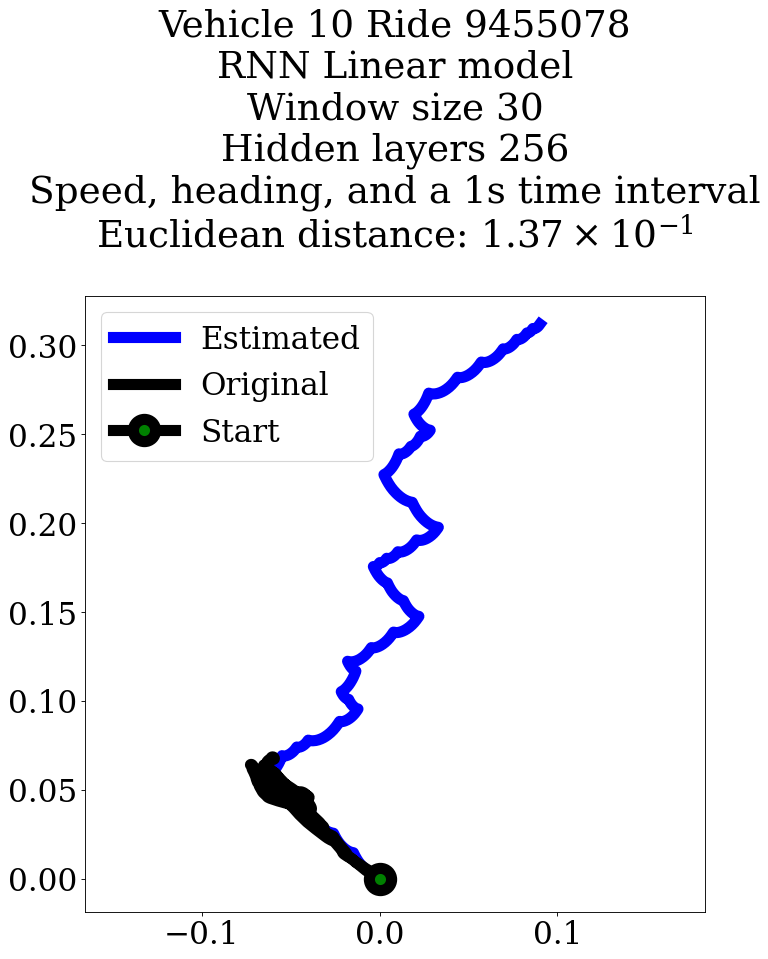 Vehicle 10 Ride 9455078
RNN Linear model
Window size 30
Hidden layers 256
Speed, heading, and a 1s time interval
Euclidean distance: 1.37 × 10⁻¹
Estimated
Original
Start
0.30
0.25
0.20
0.15
0.10
0.05
0.00
−0.1
0.0
0.1